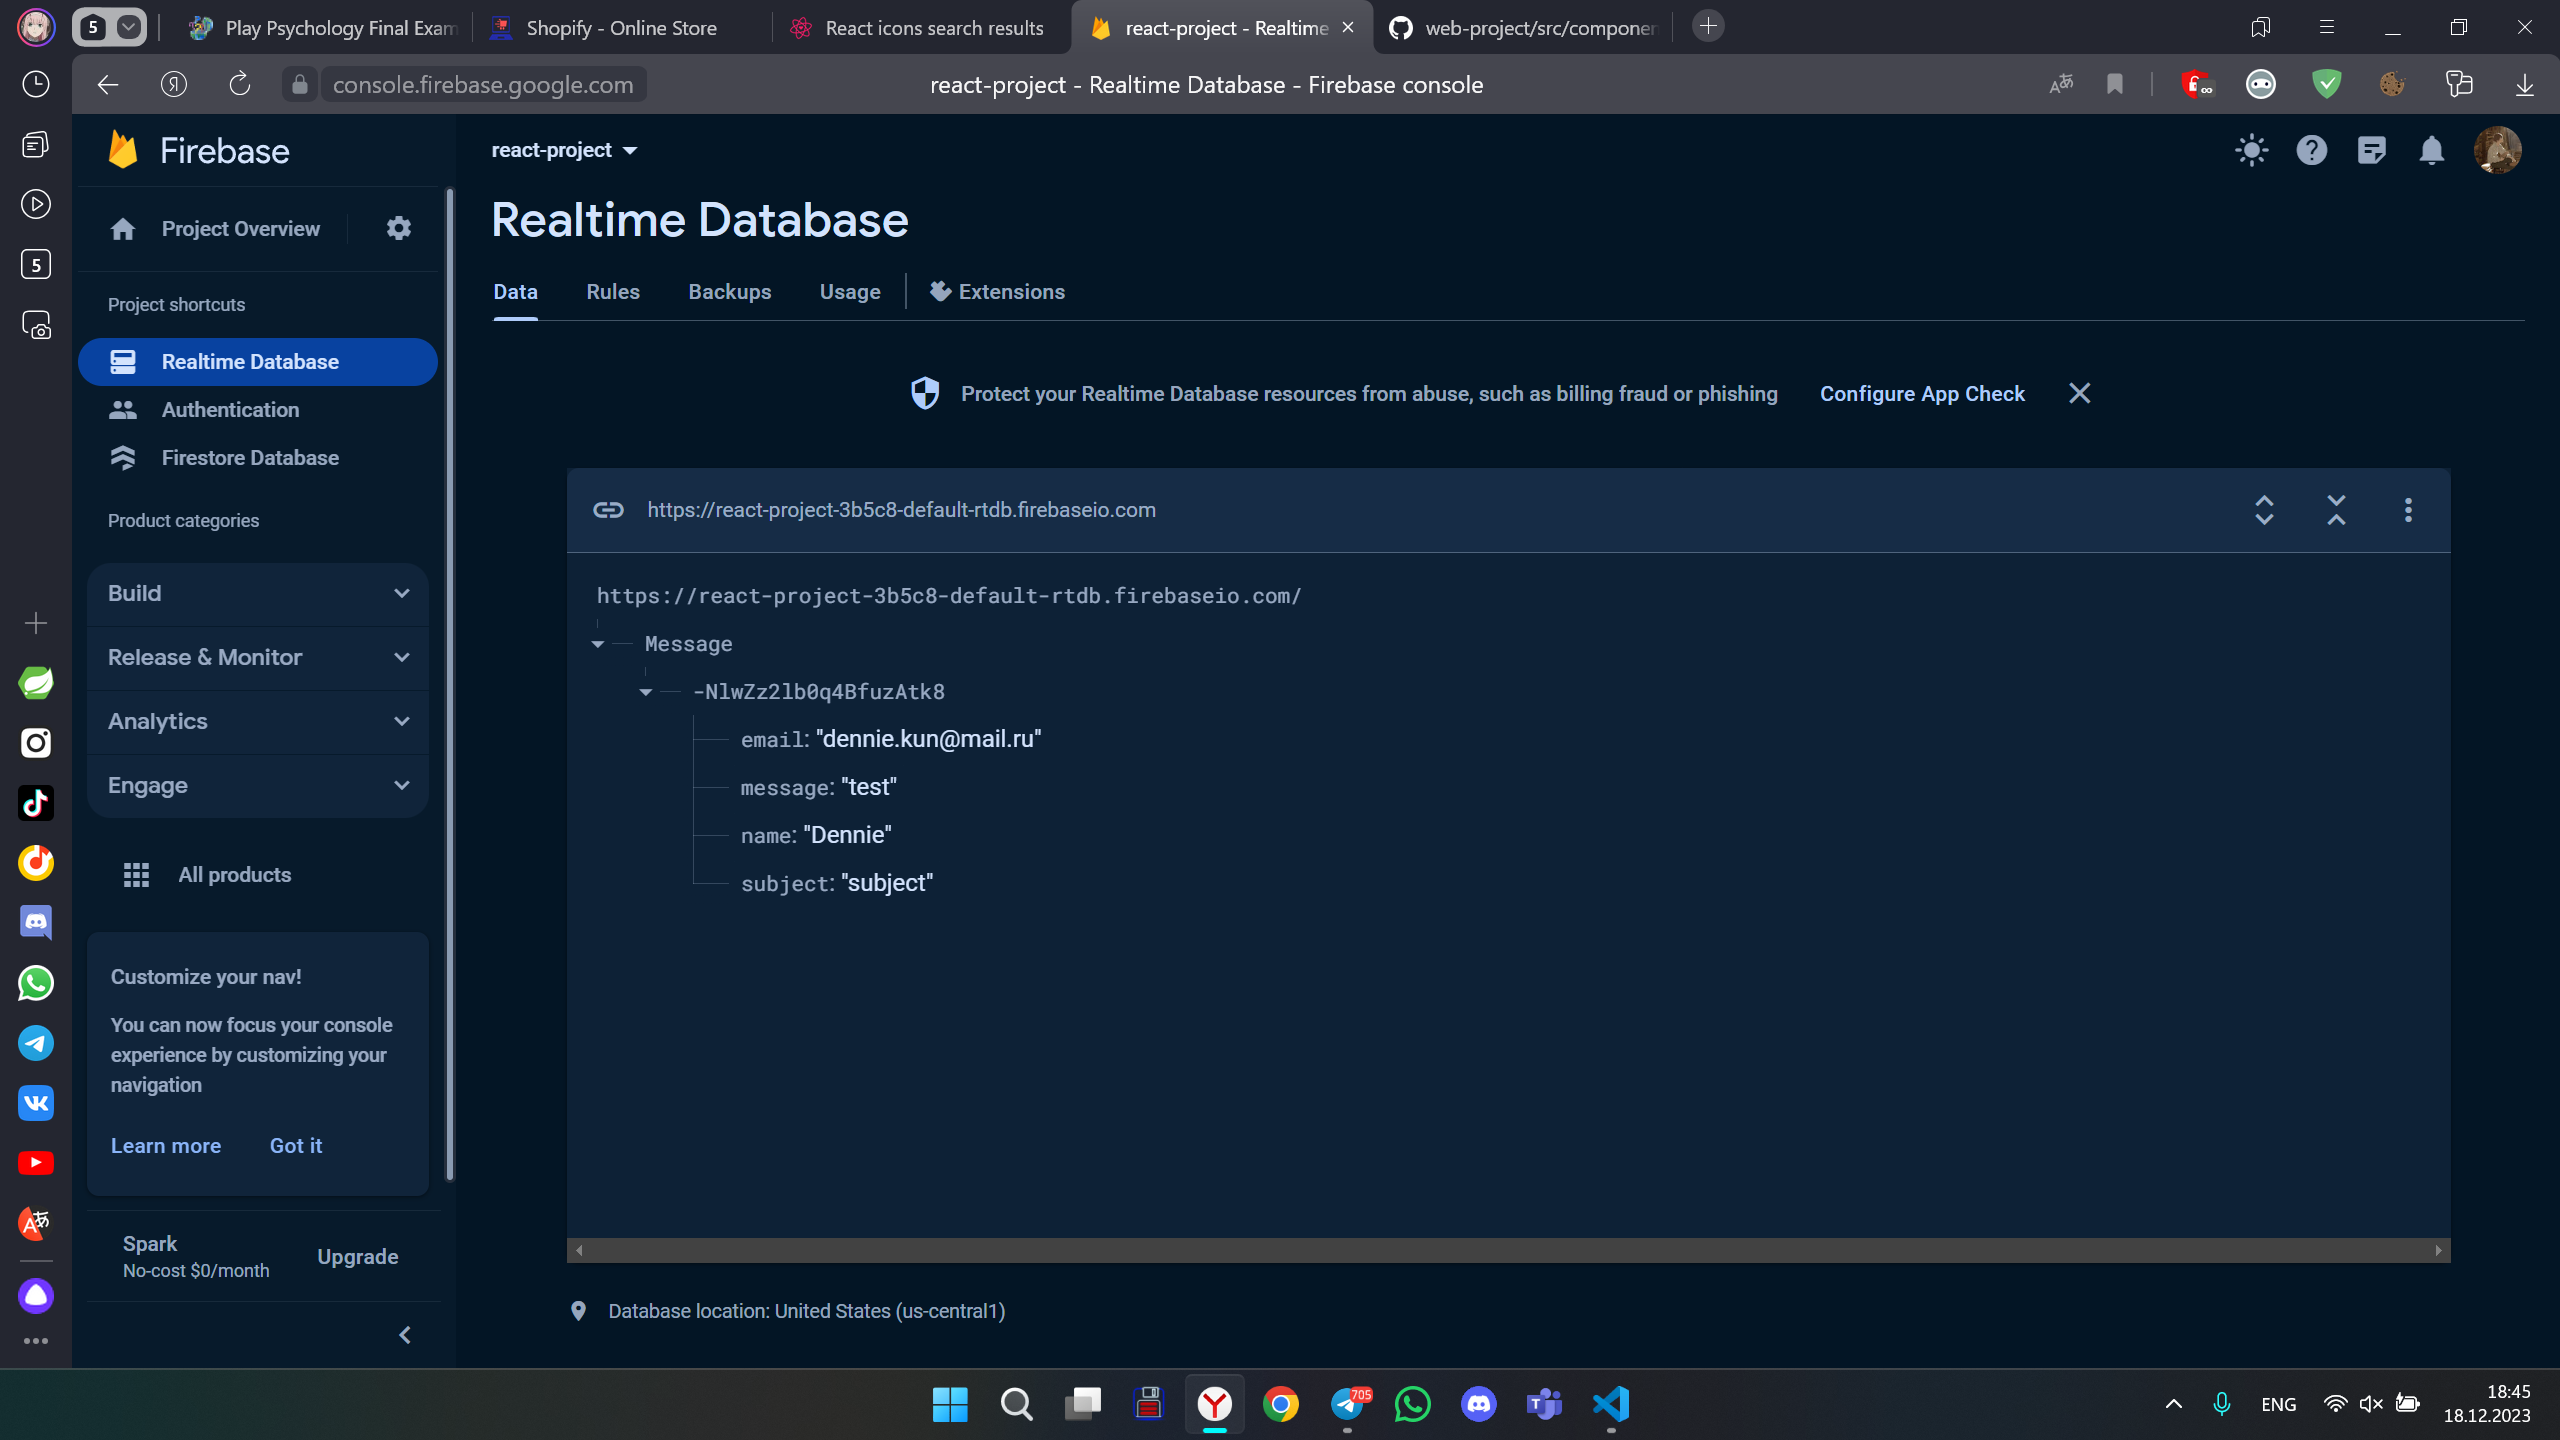 5
Play Psychology Final Exam
Shopify - Online Store
React icons search results
react-project - Realtime
web-project/src/componen
console.firebase.google.com
react-project - Realtime Database - Firebase console
5
Firebase
Project Overview
Project shortcuts
Realtime Database
Authentication
Firestore Database
Product categories
Build
Release & Monitor
Analytics
Engage
All products
Customize your nav!
You can now focus your console
experience by customizing your
navigation
Learn more
Got it
Spark
No-cost $0/month
Upgrade
react-project
Realtime Database
Data
Rules
Backups
Usage
Extensions
Protect your Realtime Database resources from abuse, such as billing fraud or phishing
Configure App Check
https://react-project-3b5c8-default-rtdb.firebaseio.com
https://react-project-3b5c8-default-rtdb.firebaseio.com/
Message
-NlwZz2lb0q4BfuzAtk8
email: "dennie.kun@mail.ru"
message: "test"
name: "Dennie"
subject: "subject"
Database location: United States (us-central1)
705
ENG
18:45
18.12.2023